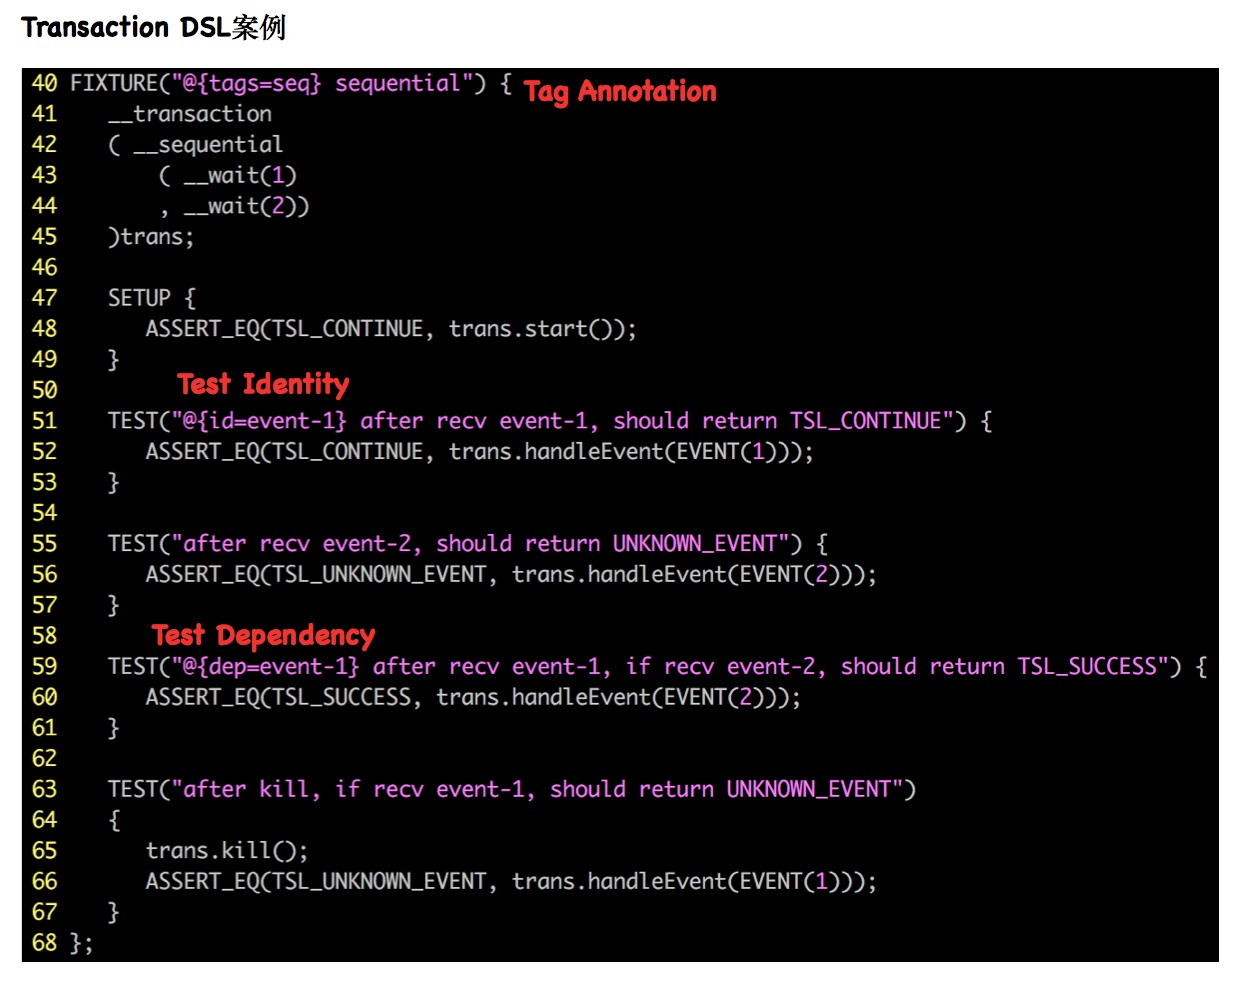 Transaction DSL案例
40 FIXTURE("@{tags=seq} sequential") { Tag Annotation
41    __transaction
42    ( __sequential
43        ( __wait(1)
44        , __wait(2))
45    )trans;
46
47    SETUP {
48       ASSERT_EQ(TSL_CONTINUE, trans.start());
49    }
50 Test Identity
51    TEST("@{id=event-1} after recv event-1, should return TSL_CONTINUE") {
52       ASSERT_EQ(TSL_CONTINUE, trans.handleEvent(EVENT(1)));
53    }
54
55    TEST("after recv event-2, should return UNKNOWN_EVENT") {
56       ASSERT_EQ(TSL_UNKNOWN_EVENT, trans.handleEvent(EVENT(2)));
57    }
58 Test Dependency
59    TEST("@{dep=event-1} after recv event-1, if recv event-2, should return TSL_SUCCESS") {
60       ASSERT_EQ(TSL_SUCCESS, trans.handleEvent(EVENT(2)));
61    }
62
63    TEST("after kill, if recv event-1, should return UNKNOWN_EVENT")
64    {
65       trans.kill();
66       ASSERT_EQ(TSL_UNKNOWN_EVENT, trans.handleEvent(EVENT(1)));
67    }
68 };